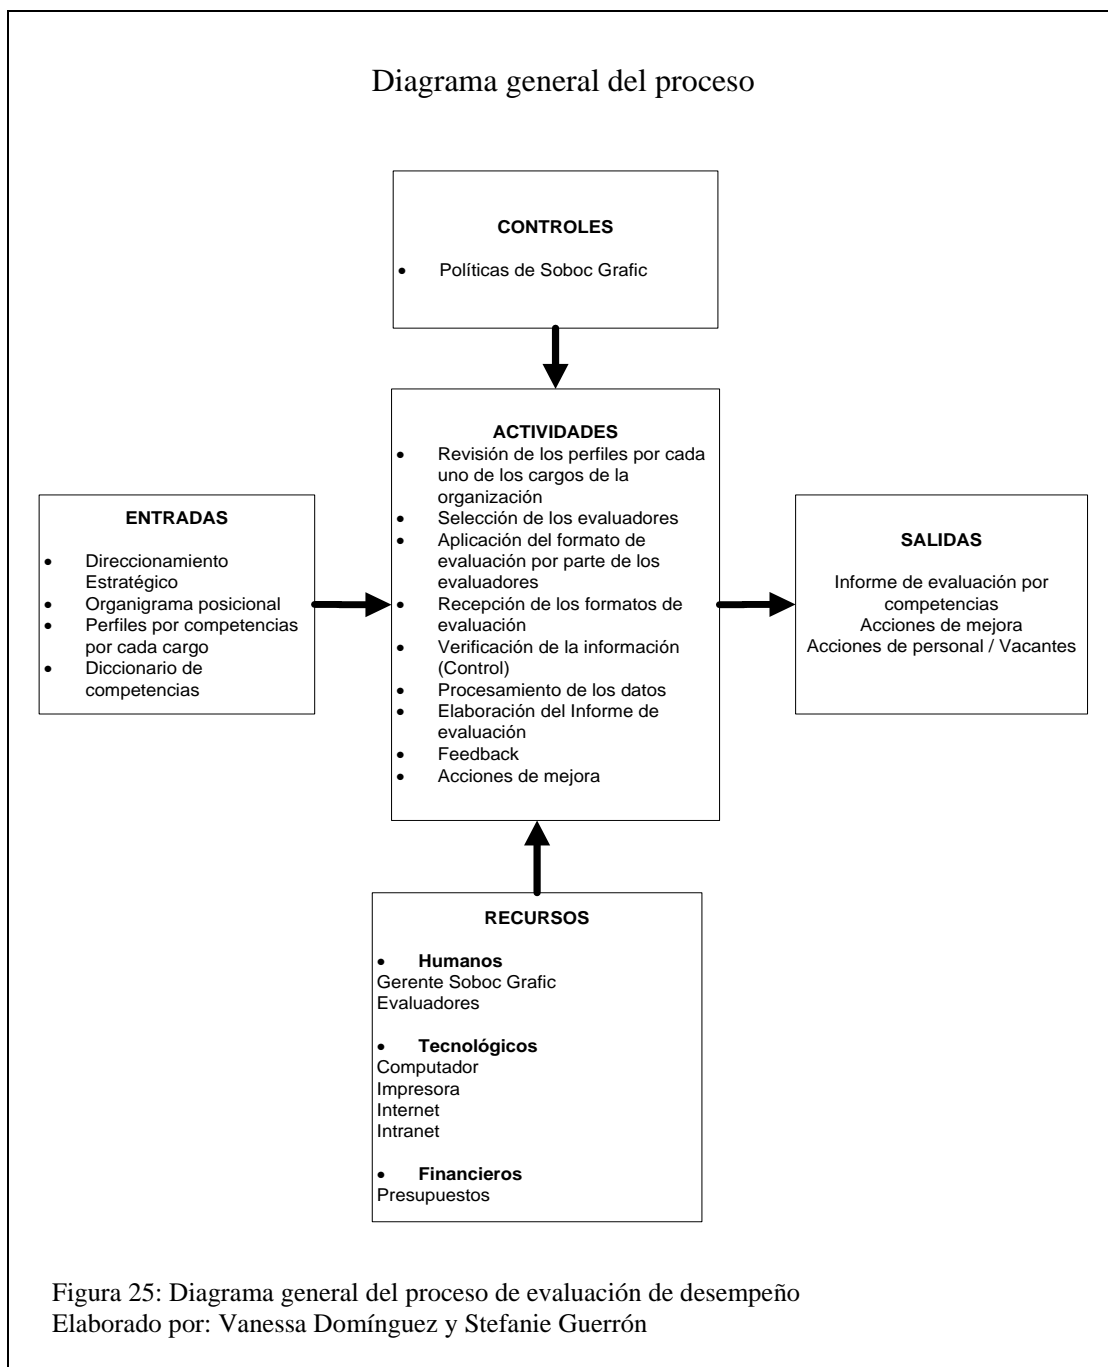 Diagrama general del proceso
CONTROLES
• Políticas de Soboc Grafic
ACTIVIDADES
• Revisión de los perfiles por cada
uno de los cargos de la
organización
• Selección de los evaluadores
• Aplicación del formato de
evaluación por parte de los
evaluadores
• Recepción de los formatos de
evaluación
• Verificación de la información
(Control)
• Procesamiento de los datos
• Elaboración del Informe de
evaluación
• Feedback
• Acciones de mejora
ENTRADAS
• Direccionamiento
Estratégico
• Organigrama posicional
• Perfiles por competencias
por cada cargo
• Diccionario de
competencias
SALIDAS
Informe de evaluación por
competencias
Acciones de mejora
Acciones de personal / Vacantes
RECURSOS
• Humanos
Gerente Soboc Grafic
Evaluadores
• Tecnológicos
Computador
Impresora
Internet
Intranet
• Financieros
Presupuestos
Figura 25: Diagrama general del proceso de evaluación de desempeño
Elaborado por: Vanessa Domínguez y Stefanie Guerrón